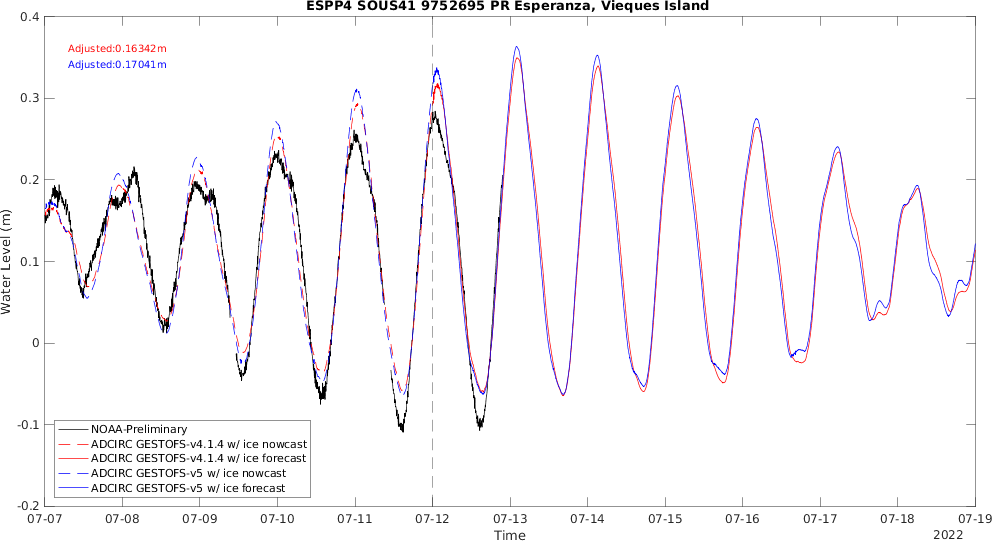 ESPP4 SOUS41 9752695 PR Esperanza, Vieques Island
0.4
Adjusted:0.16342m
Adjusted:0.17041m
0.3
0.2
0.1
0
-0.1
-0.2
Water Level (m)
NOAA-Preliminary
ADCIRC GESTOFS-v4.1.4 w/ ice nowcast
ADCIRC GESTOFS-v4.1.4 w/ ice forecast
ADCIRC GESTOFS-v5 w/ ice nowcast
ADCIRC GESTOFS-v5 w/ ice forecast
07-07 07-08 07-09 07-10 07-11 07-12 07-13 07-14 07-15 07-16 07-17 07-18 07-19
Time
2022